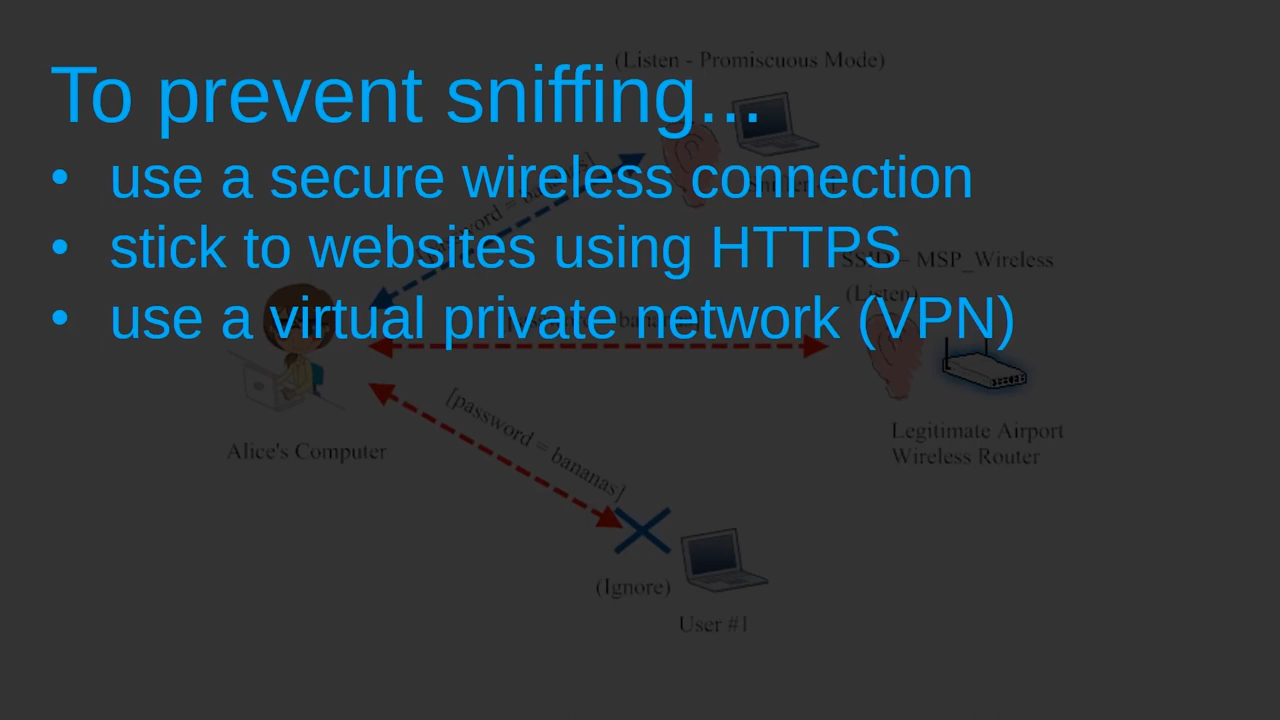 (Listen - Promiscuous Mode)
To prevent sniffing...
• use a secure wireless connection
• stick to websites using HTTPS
SSID – MSP_Wireless
(Listen)
• use a virtual private network (VPN)
[password = bananas]
Alice's Computer
Legitimate Airport
Wireless Router
(Ignore)
User #1